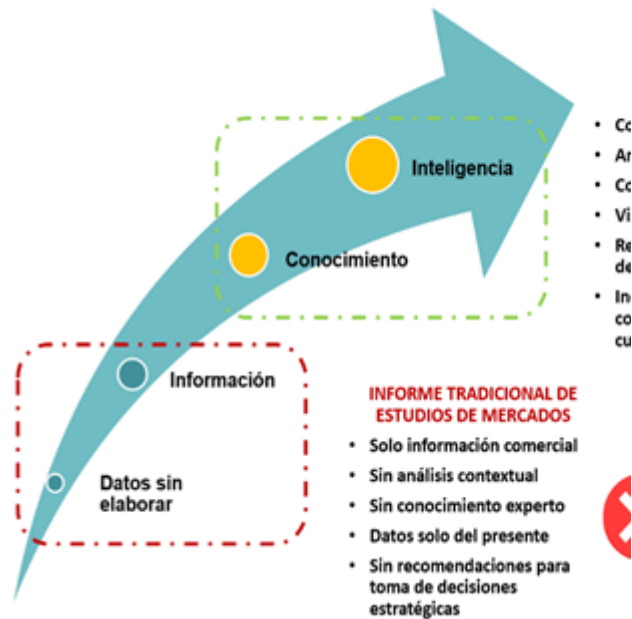 Inteligencia
Conocimiento
Información
Datos sin
elaborar
INFORME TRADICIONAL DE
ESTUDIOS DE MERCADOS
• Solo información comercial
• Sin análisis contextual
• Sin conocimiento experto
• Datos solo del presente
• Sin recomendaciones para
toma de decisiones
estratégicas